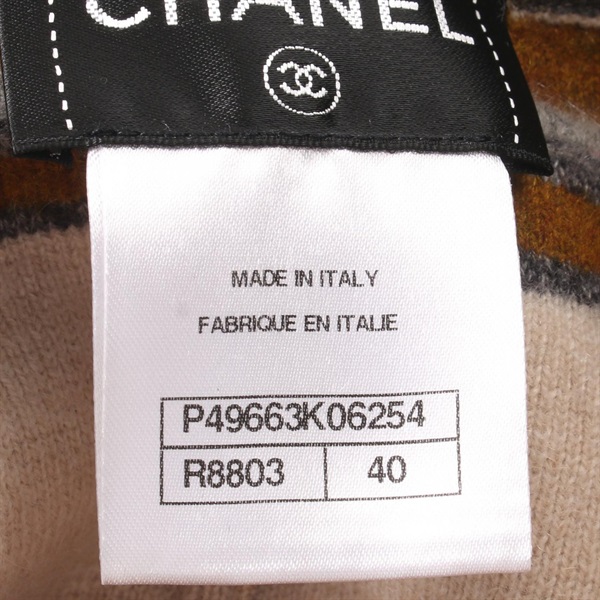 CHANEL
MADE IN ITALY
FABRIQUE EN ITALIE
P49663K06254
R8803 40